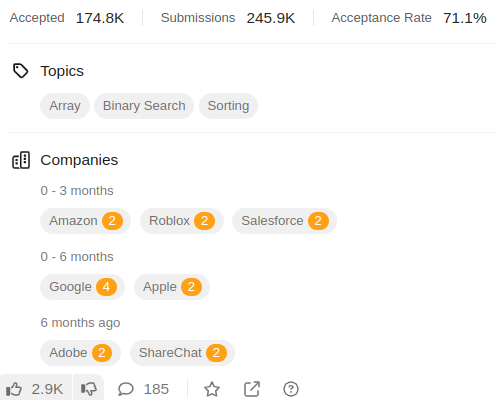 Accepted 174.8K Submissions 245.9K Acceptance Rate 71.1%
Topics
Array Binary Search Sorting
Companies
0 - 3 months
Amazon 2 Roblox 2 Salesforce 2
0 - 6 months
Google 4 Apple 2
6 months ago
Adobe 2 ShareChat 2
2.9K 185